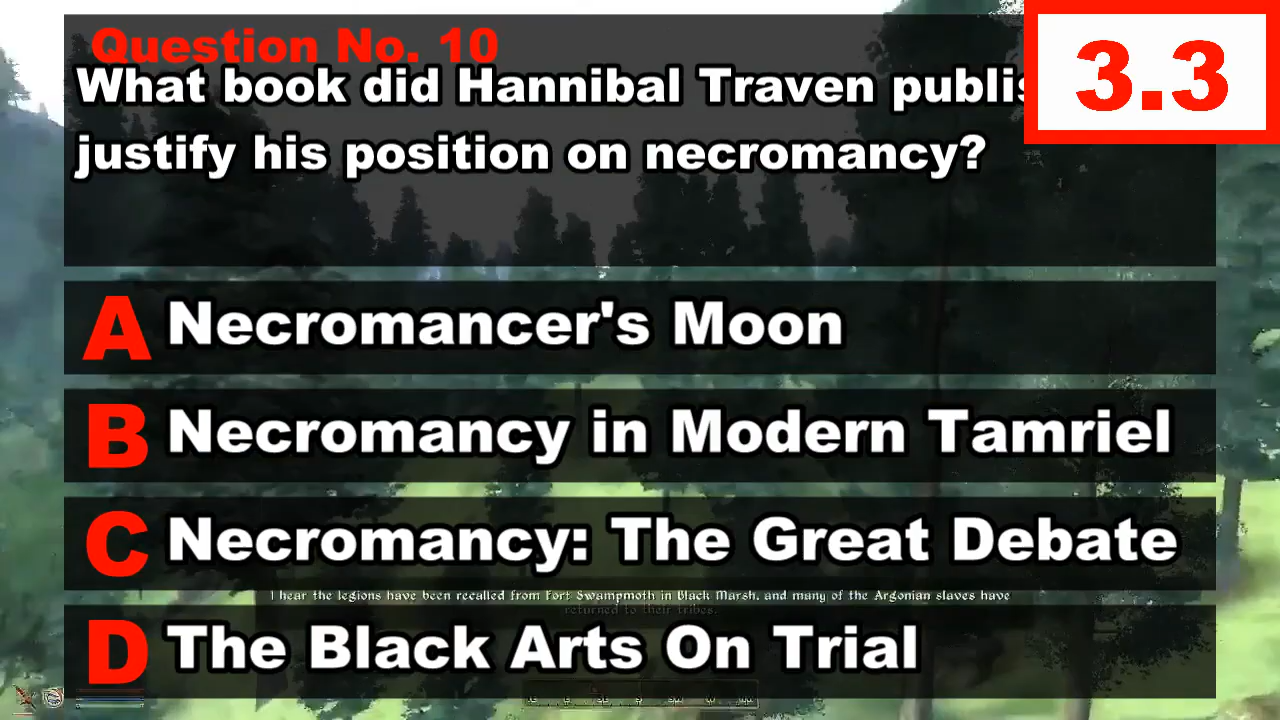 Question No. 10
3.3
What book did Hannibal Traven publis
justify his position on necromancy?
A Necromancer's Moon
B Necromancy in Modern Tamriel
C Necromancy: The Great Debate
I hear the legions have been recalled from Fort Swampmoth in Black Marsh, and many of the Argonian slaves have
returned to their tribes.
D The Black Arts On Trial